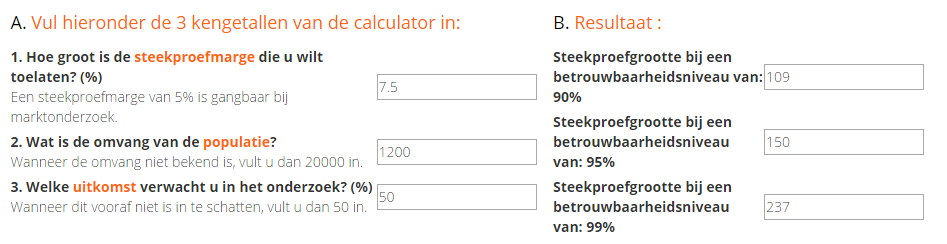 A. Vul hieronder de 3 kengetallen van de calculator in:
1. Hoe groot is de steekproefmarge die u wilt
toelaten? (%)
Een steekproefmarge van 5% is gangbaar bij
marktonderzoek.
7.5
2. Wat is de omvang van de populatie?
Wanneer de omvang niet bekend is, vult u dan 20000 in.
1200
3. Welke uitkomst verwacht u in het onderzoek? (%)
Wanneer dit vooraf niet is in te schatten, vult u dan 50 in.
50
B. Resultaat :
Steekproefgrootte bij een
betrouwbaarheidsniveau van:
90%
109
Steekproefgrootte bij een
betrouwbaarheidsniveau
van: 95%
150
Steekproefgrootte bij een
betrouwbaarheidsniveau
van: 99%
237